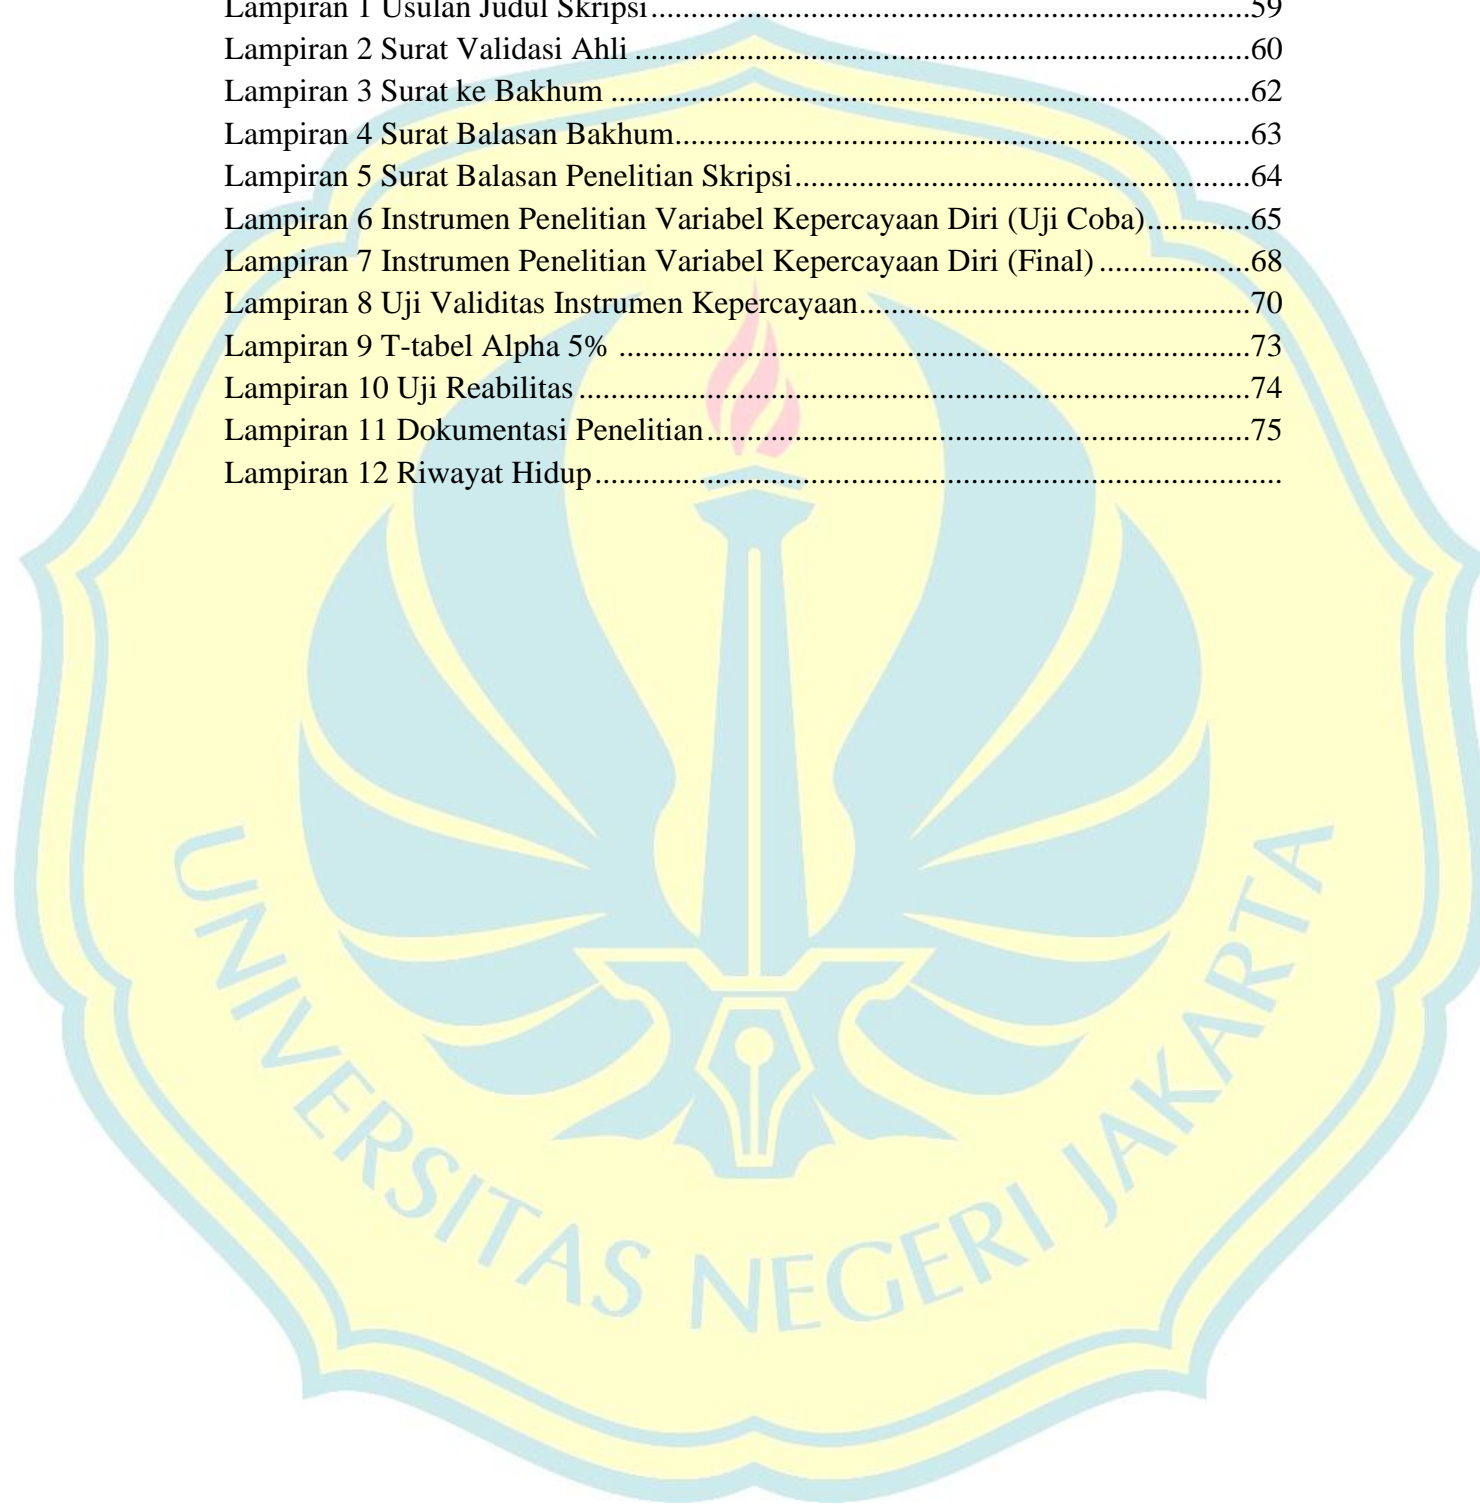 Lampiran 1 Usulan Judul Skripsi............................................................................59
Lampiran 2 Surat Validasi Ahli ..............................................................................60
Lampiran 3 Surat ke Bakhum .................................................................................62
Lampiran 4 Surat Balasan Bakhum.........................................................................63
Lampiran 5 Surat Balasan Penelitian Skripsi..........................................................64
Lampiran 6 Instrumen Penelitian Variabel Kepercayaan Diri (Uji Coba).............65
Lampiran 7 Instrumen Penelitian Variabel Kepercayaan Diri (Final) ...................68
Lampiran 8 Uji Validitas Instrumen Kepercayaan.................................................70
Lampiran 9 T-tabel Alpha 5% ................................................................................73
Lampiran 10 Uji Reabilitas .....................................................................................74
Lampiran 11 Dokumentasi Penelitian.....................................................................75
Lampiran 12 Riwayat Hidup.......................................................................................
UNIVERSITAS NEGERI JAKARTA